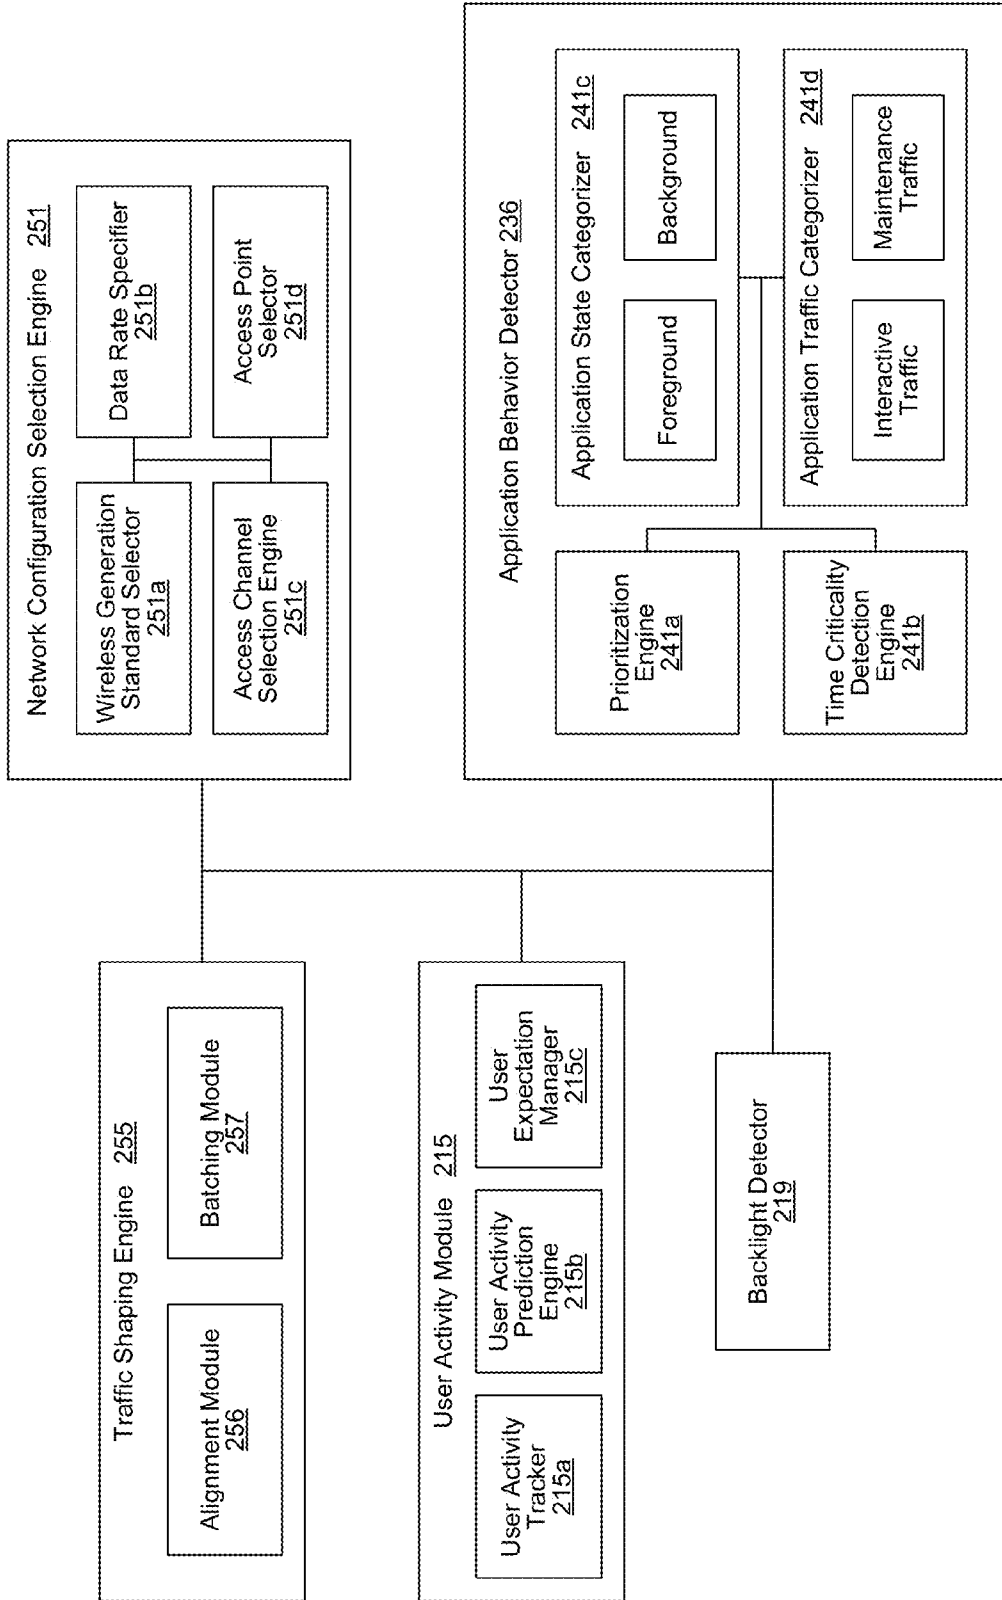 Traffic Shaping Engine 255
Alignment Module
256
Batching Module
257
Network Configuration Selection Engine 251
Wireless Generation
Standard Selector
251a
Data Rate Specifier
251b
Access Channel
Selection Engine
251c
Access Point
Selector
251d
User Activity Module 215
User Activity
Tracker
215a
User Activity
Prediction
Engine
215b
User
Expectation
Manager
215c
Backlight Detector
219
Application Behavior Detector 236
Prioritization
Engine
241a
Time Criticality
Detection
Engine
241b
Application State Categorizer 241c
Foreground
Background
Application Traffic Categorizer 241d
Interactive
Traffic
Maintenance
Traffic